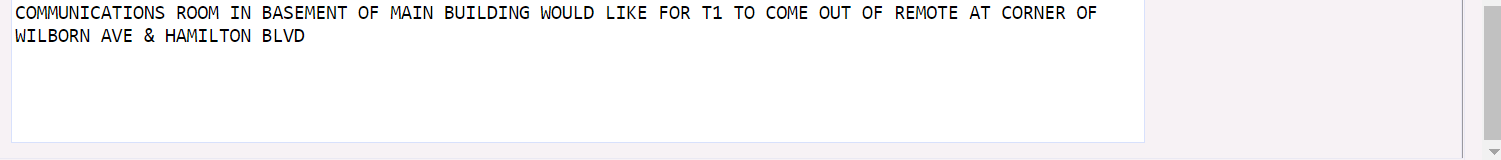 COMMUNICATIONS ROOM IN BASEMENT OF MAIN BUILDING WOULD LIKE FOR T1 TO COME OUT OF REMOTE AT CORNER OF
WILBORN AVE & HAMILTON BLVD